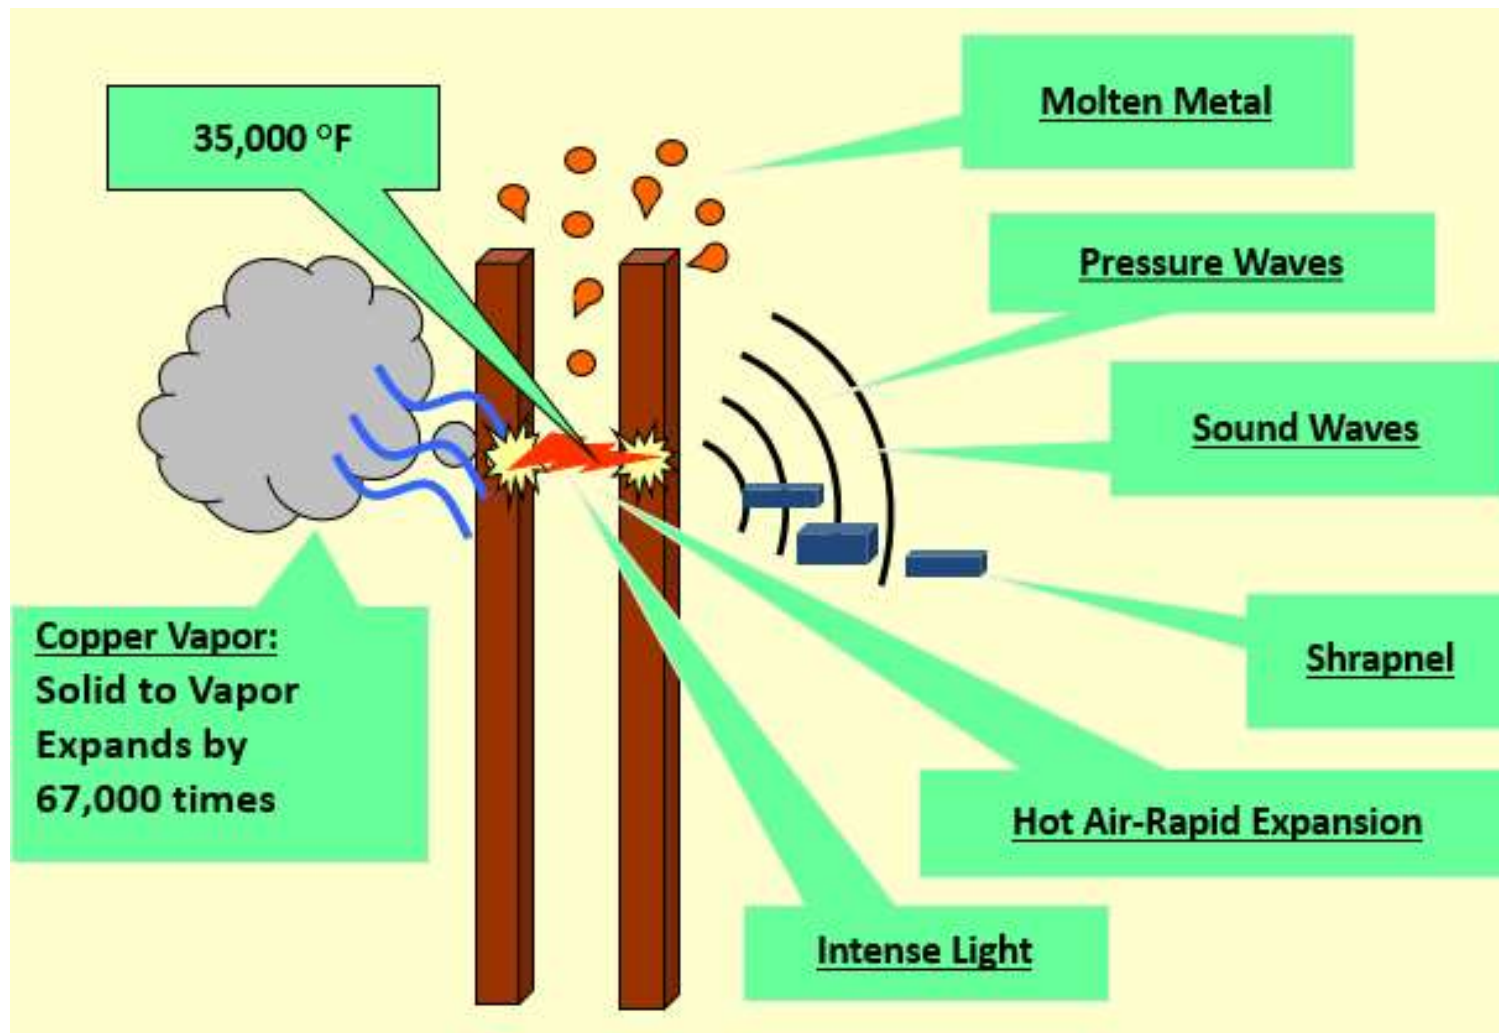 35,000 °F
Molten Metal
Pressure Waves
Sound Waves
Copper Vapor:
Solid to Vapor
Expands by
67,000 times
Shrapnel
Hot Air-Rapid Expansion
Intense Light